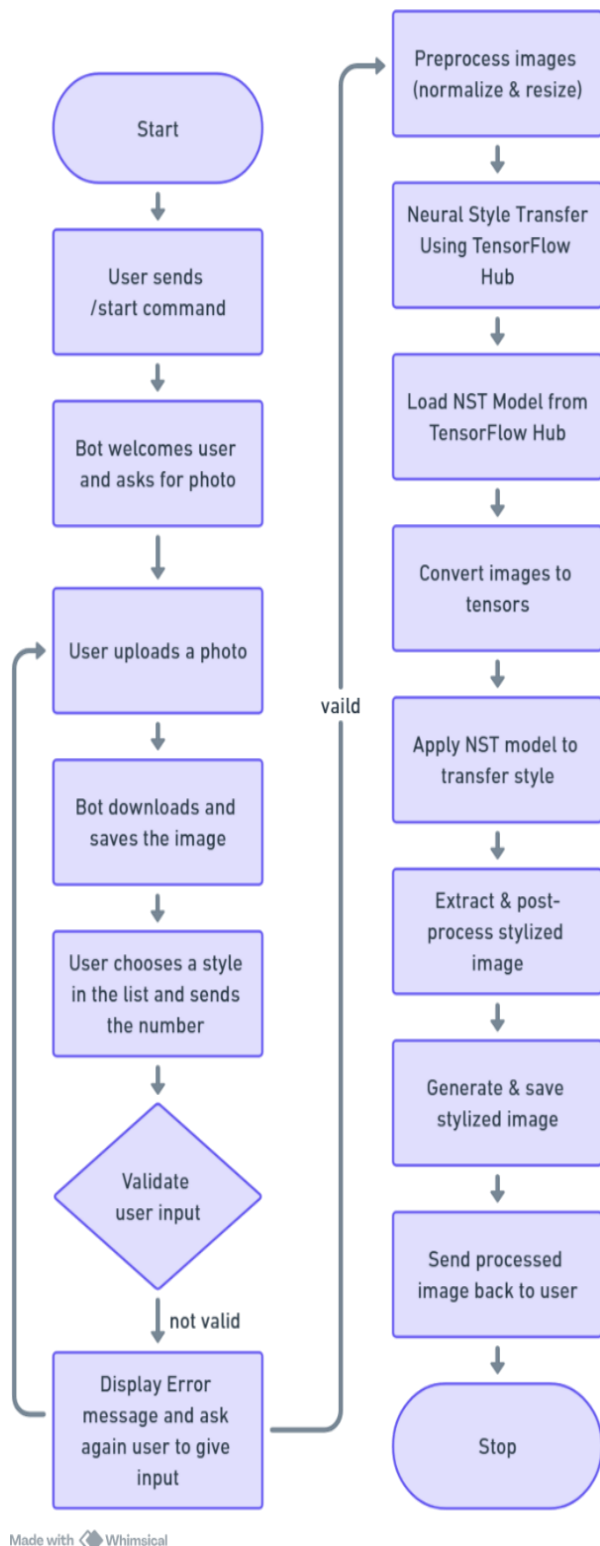 Start
User sends
/start command
Bot welcomes user
and asks for photo
User uploads a photo
Bot downloads and
saves the image
User chooses a style
in the list and sends
the number
Validate
user input
not valid
Display Error
message and ask
again user to give
input
vaild
Preprocess images
(normalize & resize)
Neural Style Transfer
Using TensorFlow
Hub
Load NST Model from
TensorFlow Hub
Convert images to
tensors
Apply NST model to
transfer style
Extract & post-
process stylized
image
Generate & save
stylized image
Send processed
image back to user
Stop
Made with Whimsical